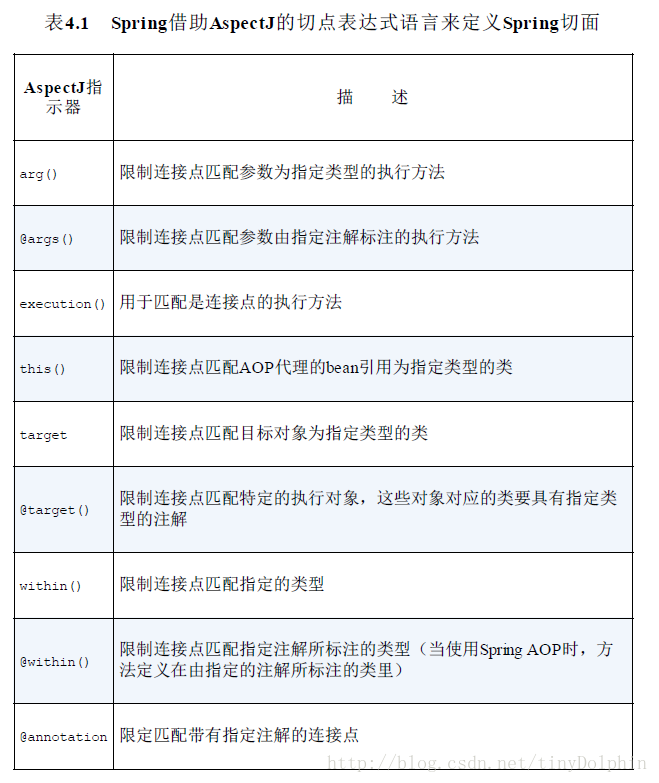 表4.1 Spring借助AspectJ的切点表达式语言来定义Spring切面
AspectJ指
示器
描 述
arg()
限制连接点匹配参数为指定类型的执行方法
@args()
限制连接点匹配参数由指定注解标注的执行方法
execution()
用于匹配是连接点的执行方法
this()
限制连接点匹配AOP代理的bean引用为指定类型的类
target
限制连接点匹配目标对象为指定类型的类
@target()
限制连接点匹配特定的执行对象，这些对象对应的类要具有指定类
型的注解
within()
限制连接点匹配指定的类型
@within()
限制连接点匹配指定注解所标注的类型（当使用Spring AOP时，方
法定义在由指定的注解所标注的类里）
@annotation
限定匹配带有指定注解的连接点
http://blog.csdn.net/tinyDolphin